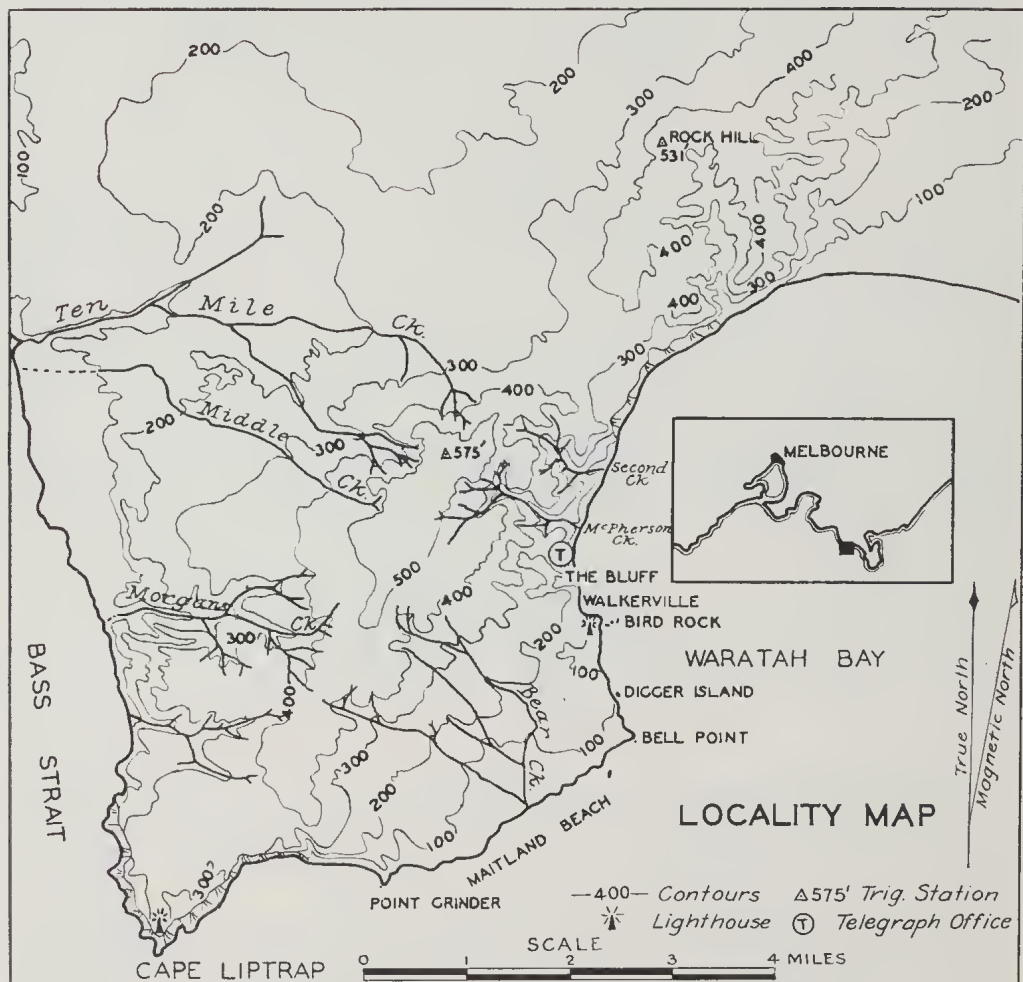 200
200
400
300
200
ROCK HILL
531'
100
200
100
400
400
200
400
300
Ten Mile Ck.
300
300
400
200
Middle Ck.
300
575'
Second Ck.
MELBOURNE
McPherson Ck.
T
THE BLUFF
500
400
WALKERVILLE
BIRD ROCK
Morgans Ck.
300
200
WARATAH BAY
100
DIGGER ISLAND
400
Bear Ck.
100
BELL POINT
BASS STRAIT
True North
Magnetic North
300
200
100
LOCALITY MAP
MAITLAND BEACH
300
POINT GRINDER
—400— Contours
575' Trig. Station
Lighthouse
T Telegraph Office
CAPE LIPTRAP
SCALE
0 1 2 3 4 MILES